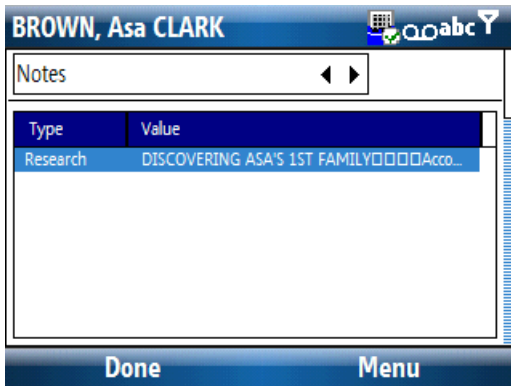 BROWN, Asa CLARK abc
Notes
Type Value
Research DISCOVERING ASA'S 1ST FAMILY□□□□Acco...
Done Menu